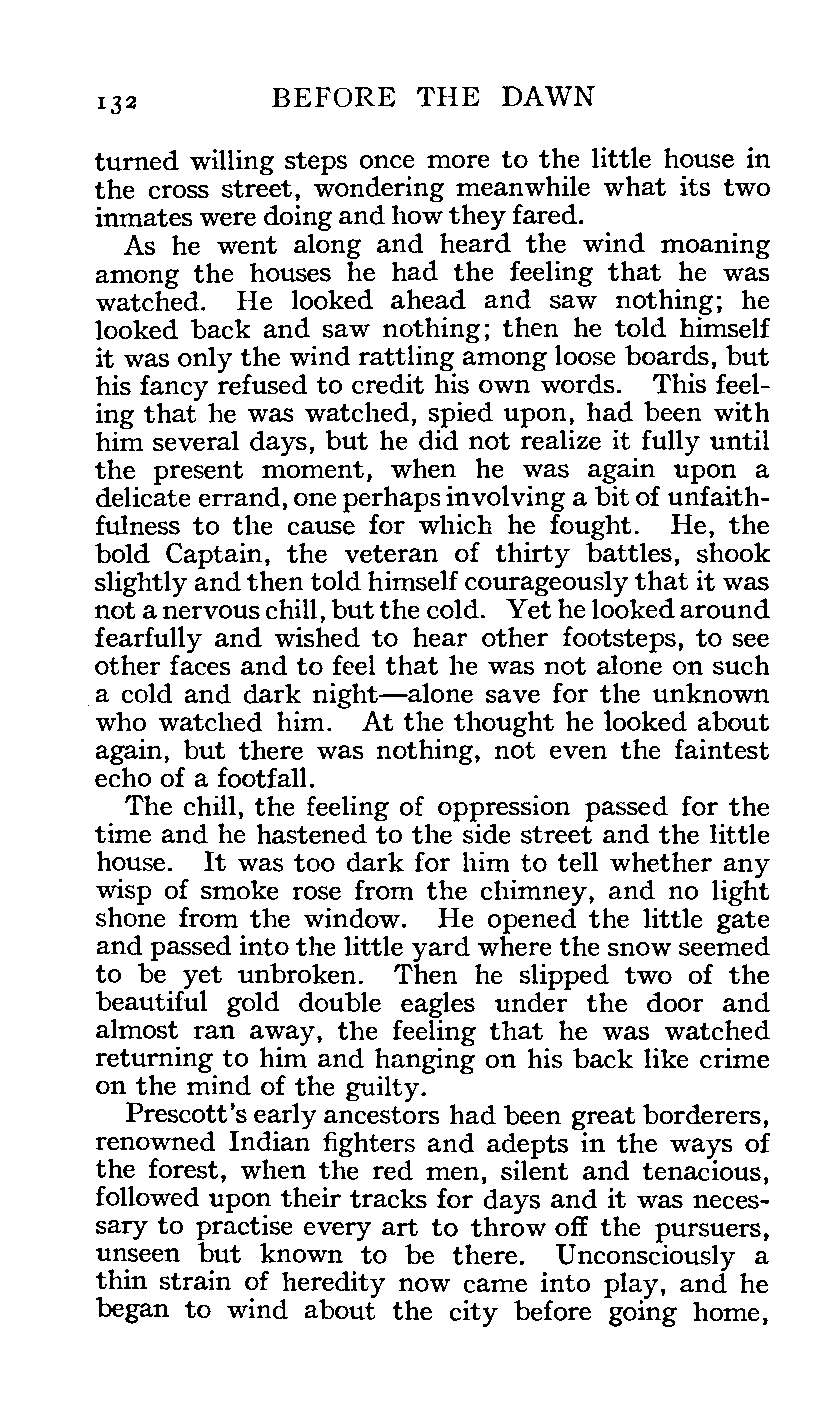 132 BEFORE THE DAWN
turned willing steps once more to the little house in
the cross street, wondering meanwhile what its two
inmates were doing and how they fared.
As he went along and heard the wind moaning
among the houses he had the feeling that he was
watched. He looked ahead and saw nothing; he
looked back and saw nothing; then he told himself
it was only the wind rattling among loose boards, but
his fancy refused to credit his own words. This feel-
ing that he was watched, spied upon, had been with
him several days, but he did not realize it fully until
the present moment, when he was again upon a
delicate errand, one perhaps involving a bit of unfaith-
fulness to the cause for which he fought. He, the
bold Captain, the veteran of thirty battles, shook
slightly and then told himself courageously that it was
not a nervous chill, but the cold. Yet he looked around
fearfully and wished to hear other footsteps, to see
other faces and to feel that he was not alone on such
a cold and dark night—alone save for the unknown
who watched him. At the thought he looked about
again, but there was nothing, not even the faintest
echo of a footfall.
The chill, the feeling of oppression passed for the
time and he hastened to the side street and the little
house. It was too dark for him to tell whether any
wisp of smoke rose from the chimney, and no light
shone from the window. He opened the little gate
and passed into the little yard where the snow seemed
to be yet unbroken. Then he slipped two of the
beautiful gold double eagles under the door and
almost ran away, the feeling that he was watched
returning to him and hanging on his back like crime
on the mind of the guilty.
Prescott's early ancestors had been great borderers,
renowned Indian fighters and adepts in the ways of
the forest, when the red men, silent and tenacious,
followed upon their tracks for days and it was neces-
sary to practise every art to throw off the pursuers,
unseen but known to be there. Unconsciously a
thin strain of heredity now came into play, and he
began to wind about the city before going home,